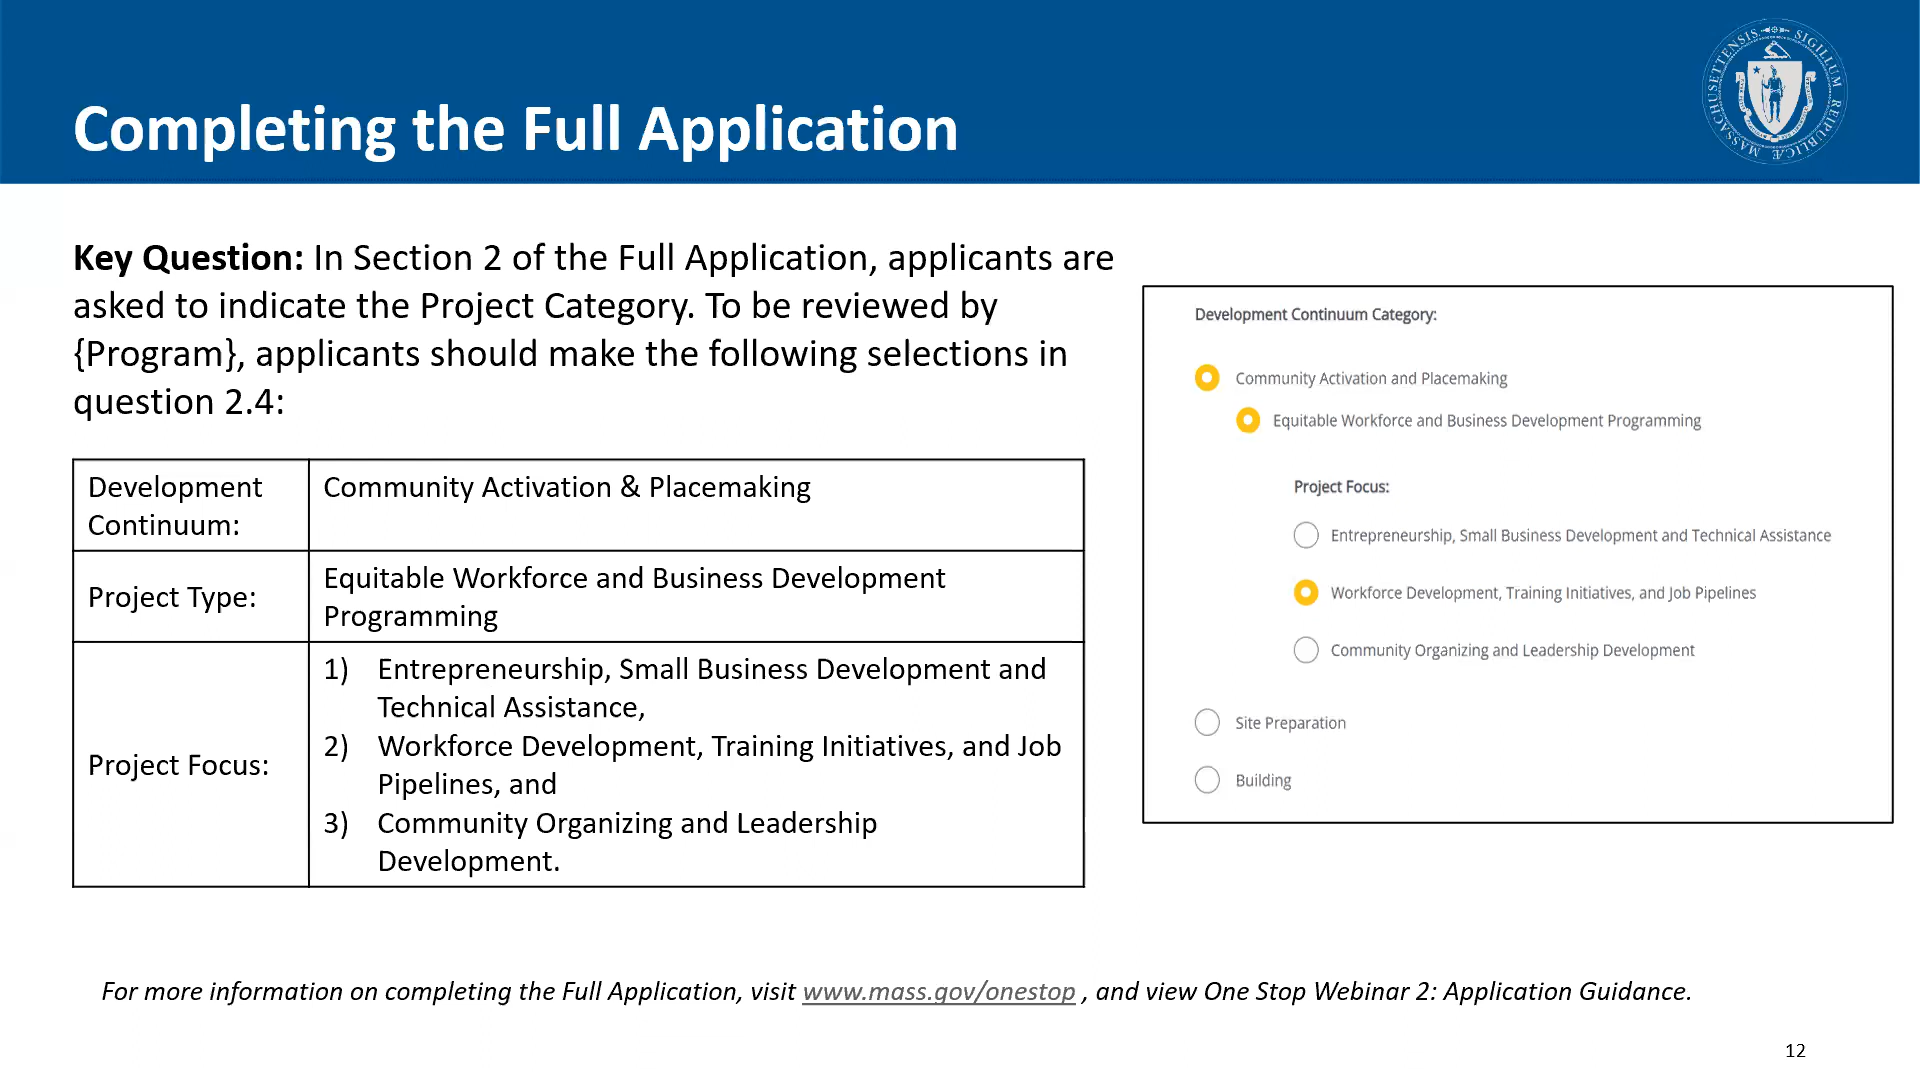 Completing the Full Application
MASSACHUSETTENSIS. SIGILLUM REIPUBLICÆ
Key Question: In Section 2 of the Full Application, applicants are
asked to indicate the Project Category. To be reviewed by
{Program}, applicants should make the following selections in
question 2.4:
Development
Continuum:
Community Activation & Placemaking
Project Type:
Equitable Workforce and Business Development
Programming
Project Focus:
1) Entrepreneurship, Small Business Development and
Technical Assistance,
2) Workforce Development, Training Initiatives, and Job
Pipelines, and
3) Community Organizing and Leadership
Development.
Development Continuum Category:
Community Activation and Placemaking
Equitable Workforce and Business Development Programming
Project Focus:
Entrepreneurship, Small Business Development and Technical Assistance
Workforce Development, Training Initiatives, and Job Pipelines
Community Organizing and Leadership Development
Site Preparation
Building
For more information on completing the Full Application, visit www.mass.gov/onestop , and view One Stop Webinar 2: Application Guidance.
12